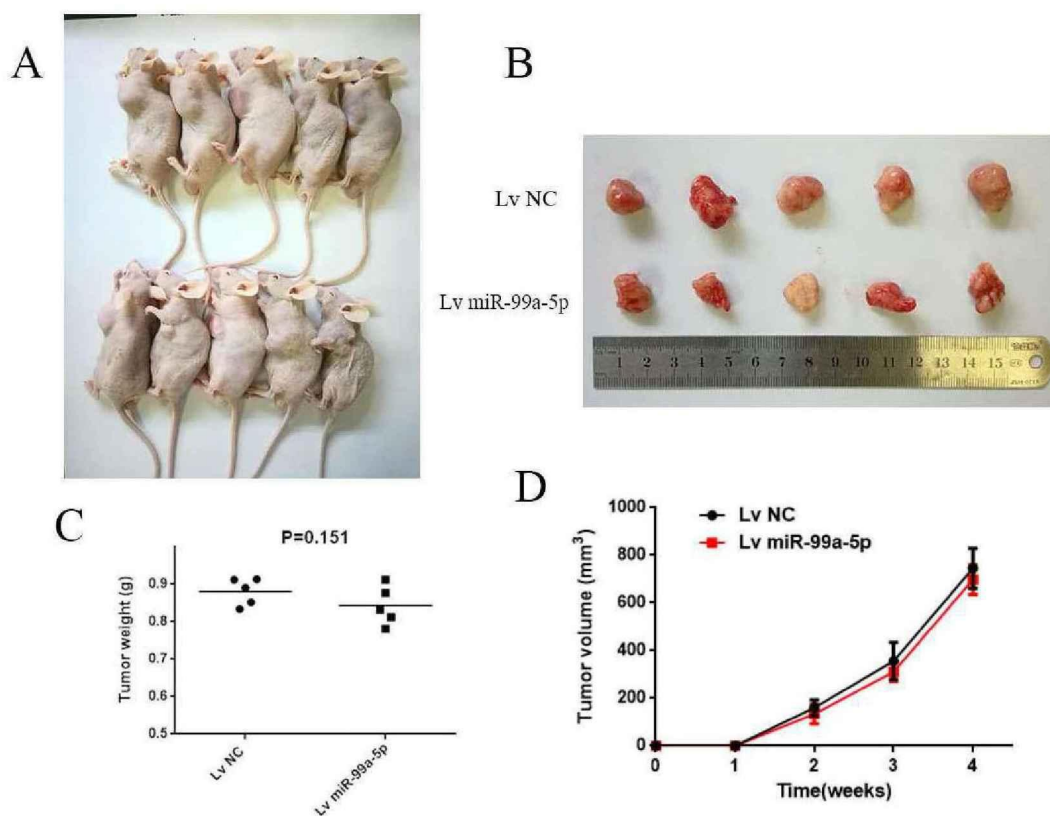 A
B
Lv NC
Lv miR-99a-5p
1 2 3 4 5 6 7 8 9 10 11 12 13 14 15
C
P=0.151
Tumor weight (g)
0.9
0.8
0.7
0.6
0.5
Lv NC
Lv miR-99a-5p
D
Lv NC
Lv miR-99a-5p
Tumor volume (mm³)
1000
800
600
400
200
0
0 1 2 3 4
Time(weeks)